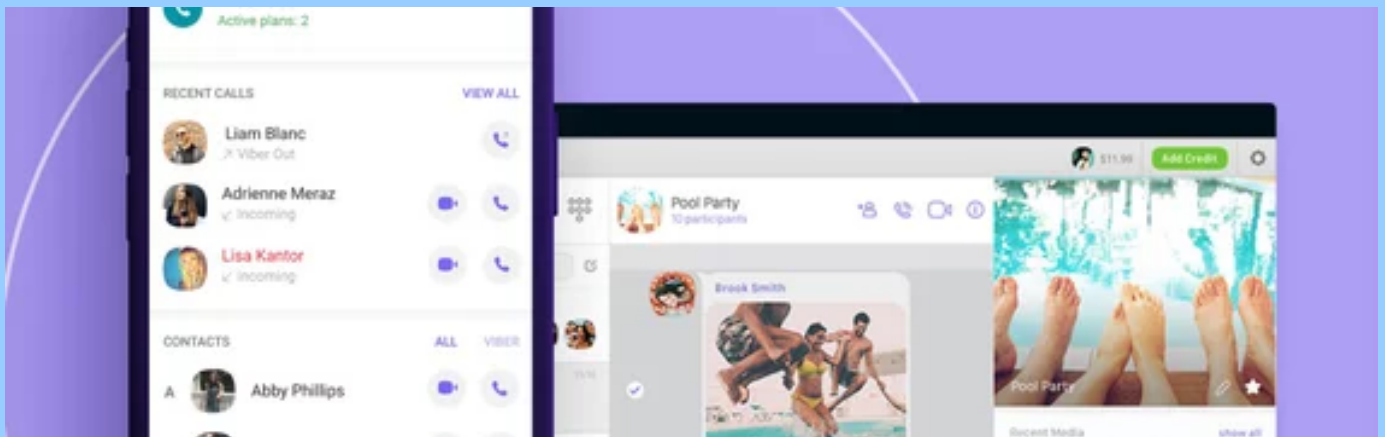 Active plans: 2
RECENT CALLS VIEW ALL
Liam Blanc
Viber Out
Adrienne Meraz
Incoming
Lisa Kantor
Incoming
CONTACTS ALL VIBER
A Abby Phillips
$11.99 Add Credit
Pool Party
10 participants
Brook Smith
Pool Party
Recent Media show all